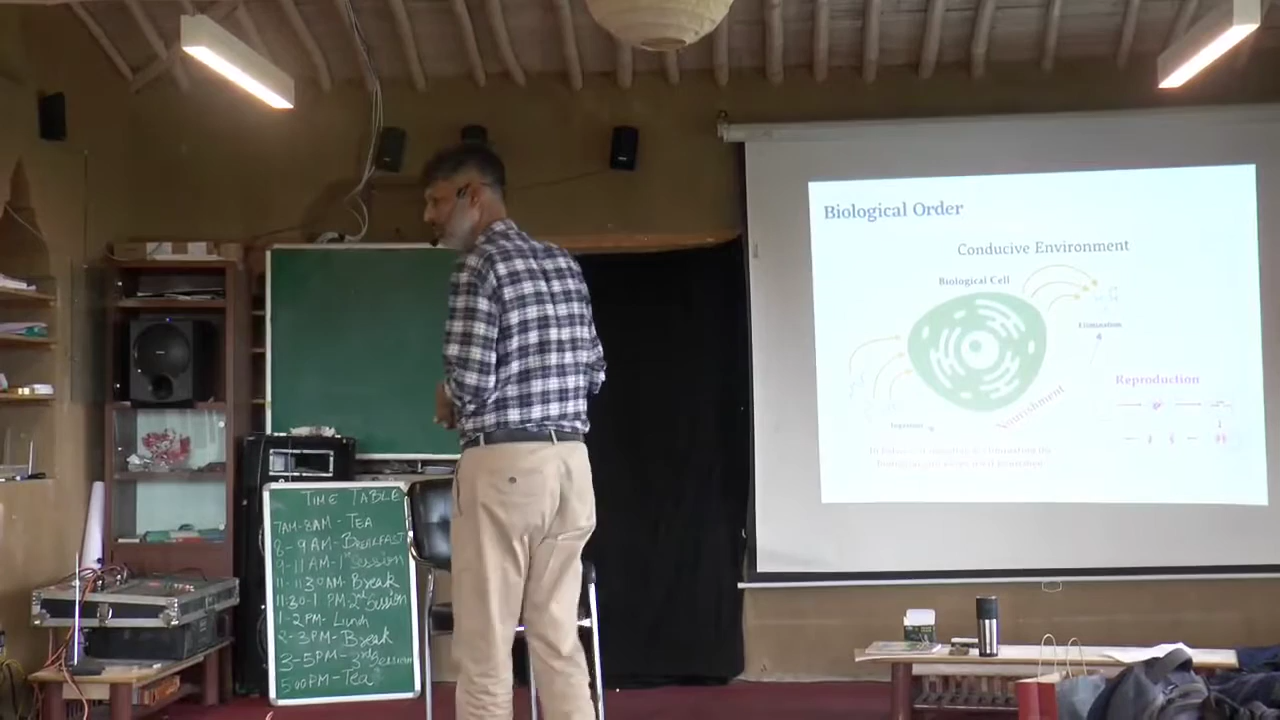 TIME TABLE
7AM-8AM - TEA
8-9AM-BREAKFAST
9-11AM-1st Session
11-11:30AM-Break
11:30-1 PM-2nd Session
1-2PM- Lunch
2-3PM-Break
3-5PM-3rd Session
5:00PM-Tea
Biological Order
Conducive Environment
Biological Cell
Elimination
Reproduction
Nourishment
Ingestion